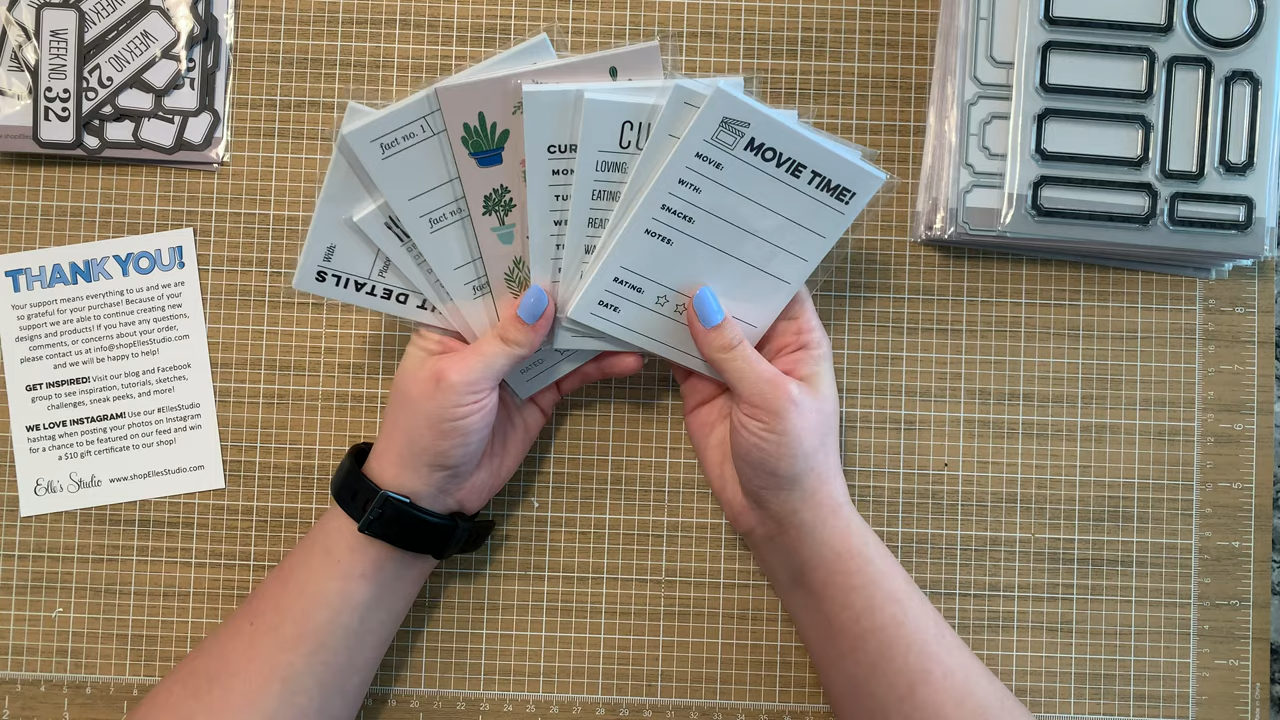 WEEK NO. 32
WEEK NO.
THANK YOU!
Your support means everything to us and we are
so grateful for your purchase! Because of your
support we are able to continue creating new
designs and products! If you have any questions,
comments, or concerns about your order,
please contact us at info@shopEllesStudio.com
and we will be happy to help!
GET INSPIRED! Visit our blog and Facebook
group to see inspiration, tutorials, sketches,
challenges, sneak peeks, and more!
WE LOVE INSTAGRAM! Use our #EllesStudio
hashtag when posting your photos on Instagram
for a chance to be featured on our feed and win
a $10 gift certificate to our shop!
Elle's Studio www.shopEllesStudio.com
With:
DETAILS
fact no. 1
fact no.
fact
CUR
MON
TU
WE
CU
LOVING:
EATING
READ
WA
RATED:
MOVIE TIME!
MOVIE:
WITH:
SNACKS:
NOTES:
RATING:
DATE: